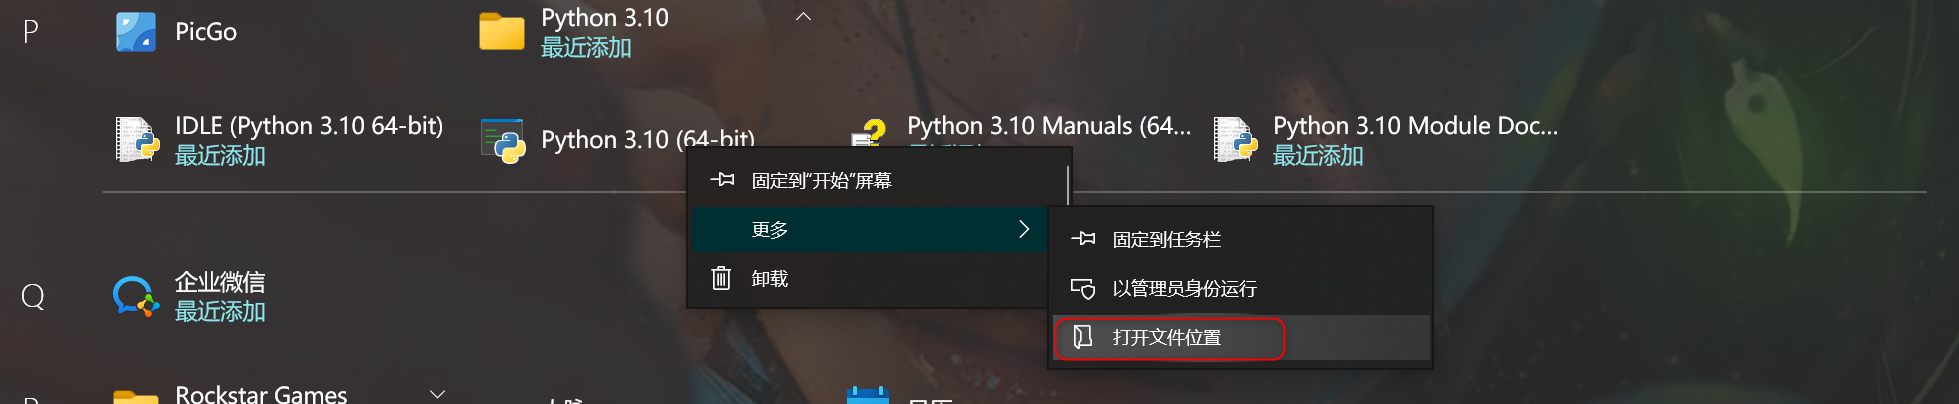 P
PicGo
Python 3.10
最近添加
IDLE (Python 3.10 64-bit)
最近添加
Python 3.10 (64-bit)
Python 3.10 Manuals (64...
Python 3.10 Module Doc...
最近添加
固定到"开始"屏幕
更多
卸载
固定到任务栏
以管理员身份运行
打开文件位置
Q
企业微信
最近添加
Rockstar Games